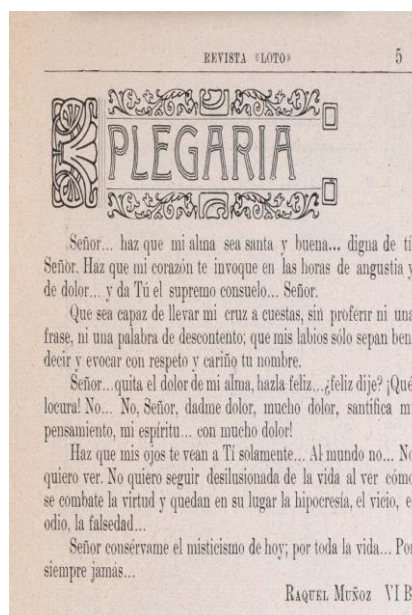 REVISTA «LOTO» 5
PLEGARIA
Señor... haz que mi alma sea santa y buena... digna de ti
Señor. Haz que mi corazón te invoque en las horas de angustia y
de dolor... y da Tú el supremo consuelo... Señor.
Que sea capaz de llevar mi cruz a cuestas, sin proferir ni una
frase, ni una palabra de descontento; que mis labios sólo sepan ben
decir y evocar con respeto y cariño tu nombre.
Señor...quita el dolor de mi alma, hazla feliz...¿feliz dije? ¡Qué
locura! No... No, Señor, dadme dolor, mucho dolor, santifica mi
pensamiento, mi espíritu... con mucho dolor!
Haz que mis ojos te vean a Tí solamente... Al mundo no... No
quiero ver. No quiero seguir desilusionada de la vida al ver cómo
se combate la virtud y quedan en su lugar la hipocresía, el vicio, e
odio, la falsedad...
Señor consérvame el misticismo de hoy; por toda la vida... Por
siempre jamás...
RAQUEL MUÑOZ VI B